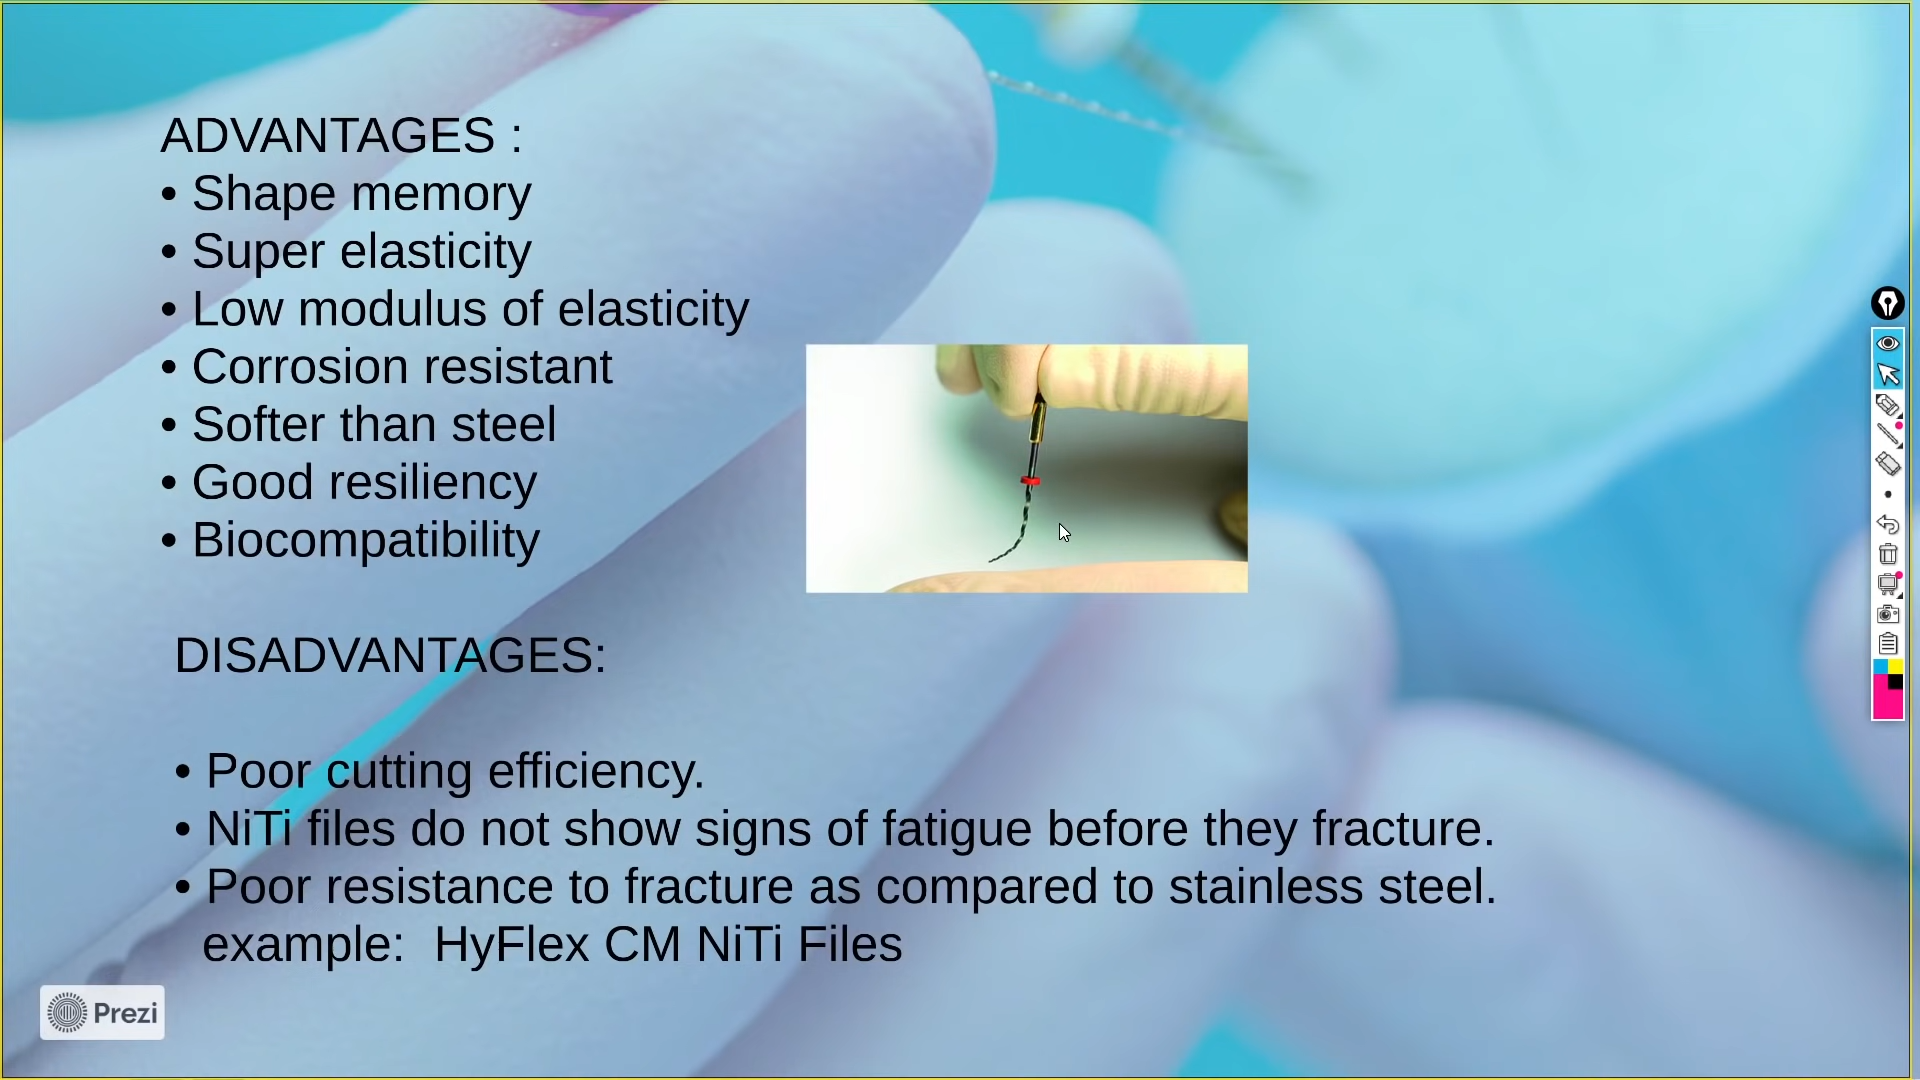 ADVANTAGES :
• Shape memory
• Super elasticity
• Low modulus of elasticity
• Corrosion resistant
• Softer than steel
• Good resiliency
• Biocompatibility
DISADVANTAGES:
• Poor cutting efficiency.
• NiTi files do not show signs of fatigue before they fracture.
• Poor resistance to fracture as compared to stainless steel.
example:  HyFlex CM NiTi Files
Prezi